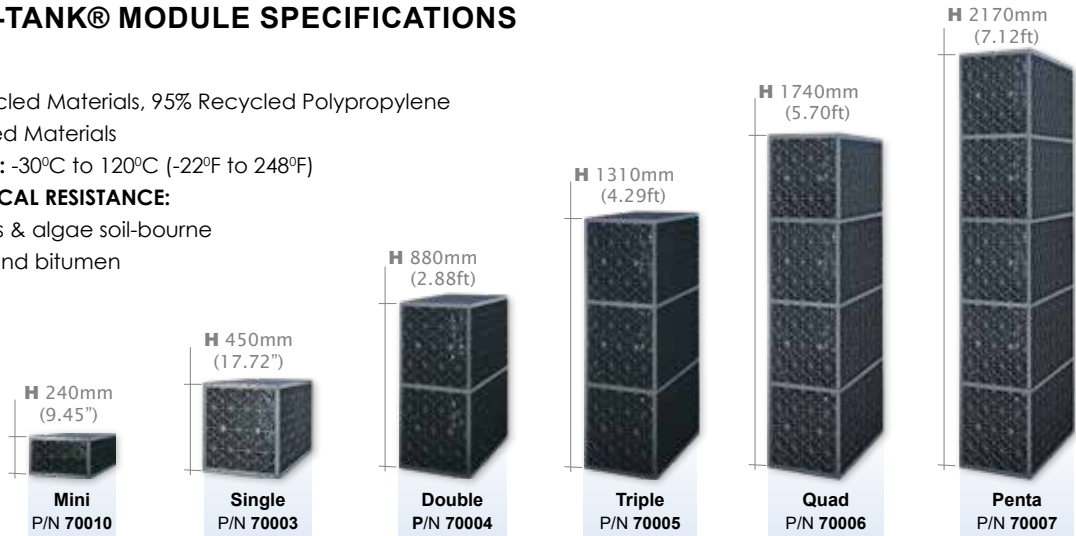 -TANK® MODULE SPECIFICATIONS
cled Materials, 95% Recycled Polypropylene
ed Materials
: -30⁰C to 120⁰C (-22⁰F to 248⁰F)
CAL RESISTANCE:
s & algae soil-bourne
nd bitumen
H 240mm
(9.45”)
Mini
P/N 70010
H 450mm
(17.72”)
Single
P/N 70003
H 880mm
(2.88ft)
Double
P/N 70004
H 1310mm
(4.29ft)
Triple
P/N 70005
H 1740mm
(5.70ft)
Quad
P/N 70006
H 2170mm
(7.12ft)
Penta
P/N 70007